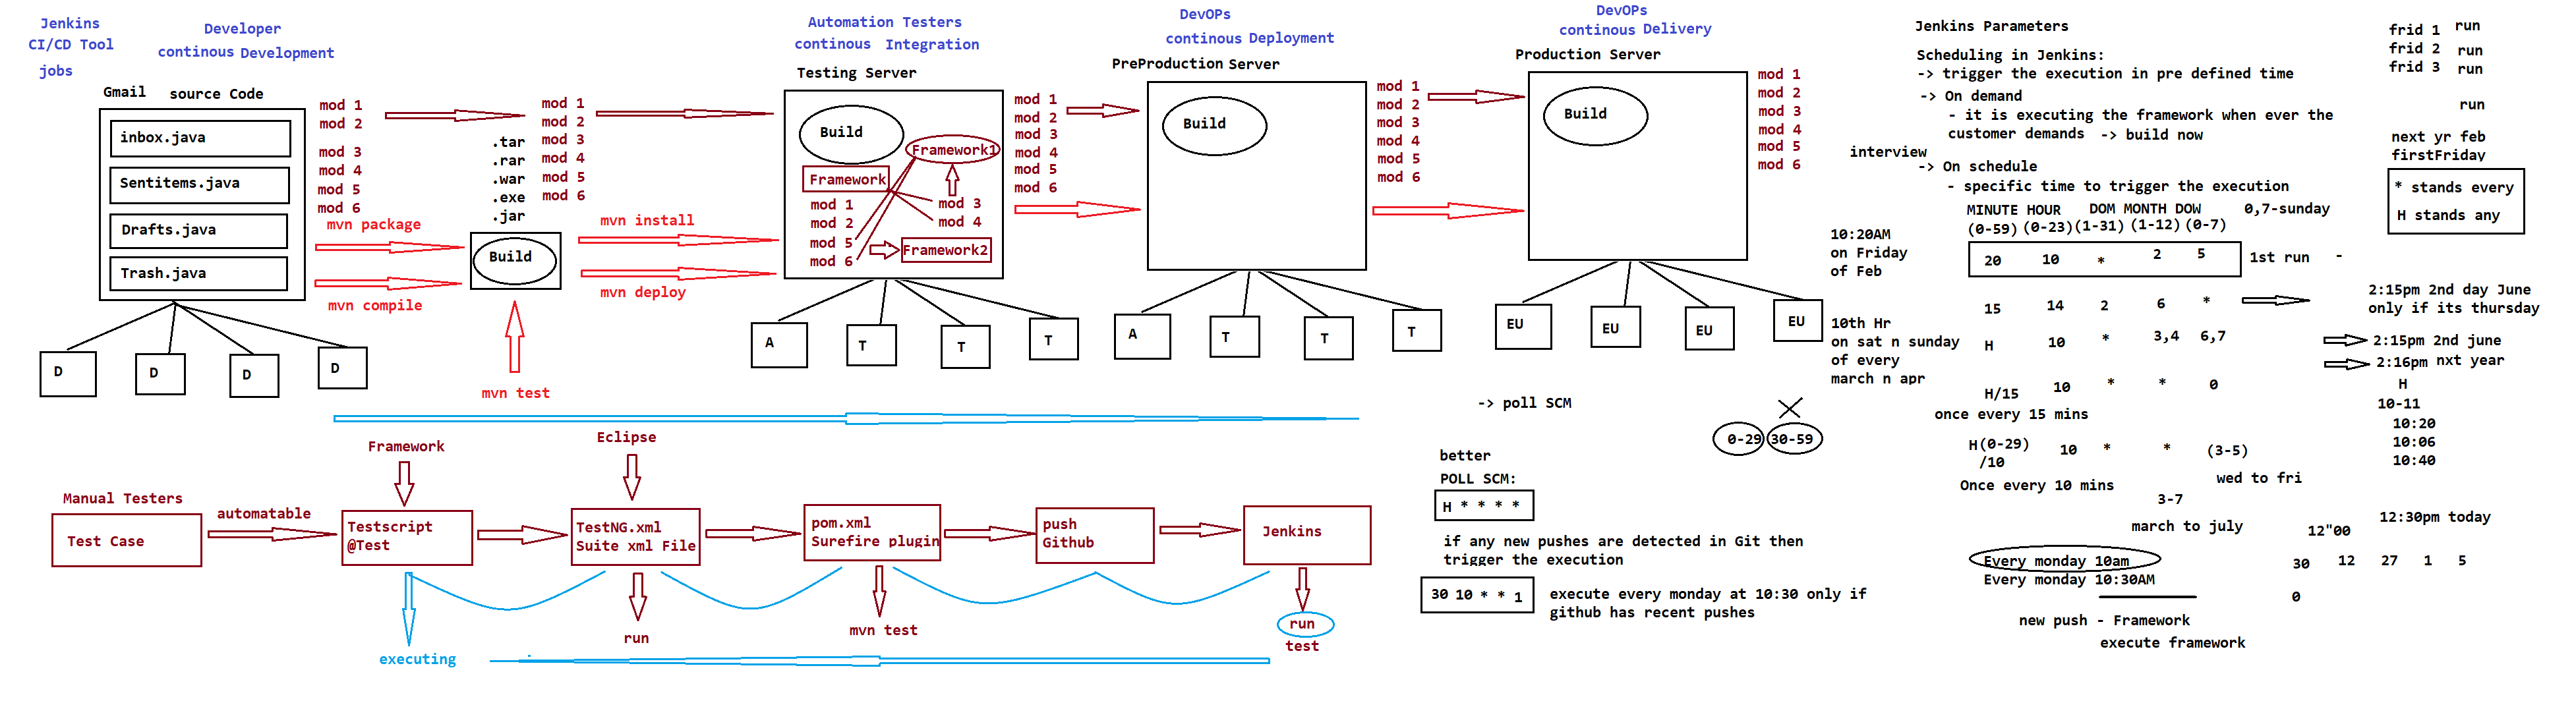 Jenkins
CI/CD Tool
jobs
Developer
continous Development
Gmail source Code
inbox.java
Sentitems.java
Drafts.java
Trash.java
D
D
D
D
mod 1
mod 2
mod 3
mod 4
mod 5
mod 6
mvn package
mvn compile
.tar
.rar
.war
.exe
.jar
mod 1
mod 2
mod 3
mod 4
mod 5
mod 6
Build
mvn test
mvn install
mvn deploy
Automation Testers
continous Integration
Testing Server
Build
Framework1
Framework
mod 1
mod 2
mod 3
mod 4
mod 5
mod 6
Framework2
A
T
T
T
mod 1
mod 2
mod 3
mod 4
mod 5
mod 6
DevOPs
continous Deployment
PreProduction Server
Build
A
T
T
T
mod 1
mod 2
mod 3
mod 4
mod 5
mod 6
DevOPs
continous Delivery
Production Server
Build
EU
EU
EU
EU
mod 1
mod 2
mod 3
mod 4
mod 5
mod 6
Manual Testers
Test Case
automatable
Framework
Testscript
@Test
executing
Eclipse
TestNG.xml
Suite xml File
run
pom.xml
Surefire plugin
mvn test
push
Github
Jenkins
run
test
-> poll SCM
0-29 30-59
better
POLL SCM:
H * * * *
if any new pushes are detected in Git then
trigger the execution
30 10 * * 1
execute every monday at 10:30 only if
github has recent pushes
Jenkins Parameters
Scheduling in Jenkins:
-> trigger the execution in pre defined time
-> On demand
- it is executing the framework when ever the
customer demands -> build now
interview
-> On schedule
- specific time to trigger the execution
MINUTE HOUR DOM MONTH DOW 0,7-sunday
(0-59) (0-23)(1-31) (1-12) (0-7)
10:20AM
on Friday
of Feb
20 10 * 2 5 1st run -
15 14 2 6 *
2:15pm 2nd day June
only if its thursday
10th Hr
on sat n sunday
of every
march n apr
H 10 * 3,4 6,7
2:15pm 2nd june
2:16pm nxt year
H/15 10 * * 0
once every 15 mins
H
10-11
10:20
10:06
10:40
H(0-29)
/10
10 * * (3-5)
Once every 10 mins
wed to fri
3-7
march to july
12"00
12:30pm today
Every monday 10am
Every monday 10:30AM
30 12 27 1 5
0
new push - Framework
execute framework
frid 1 run
frid 2 run
frid 3 run
run
next yr feb
firstFriday
* stands every
H stands any